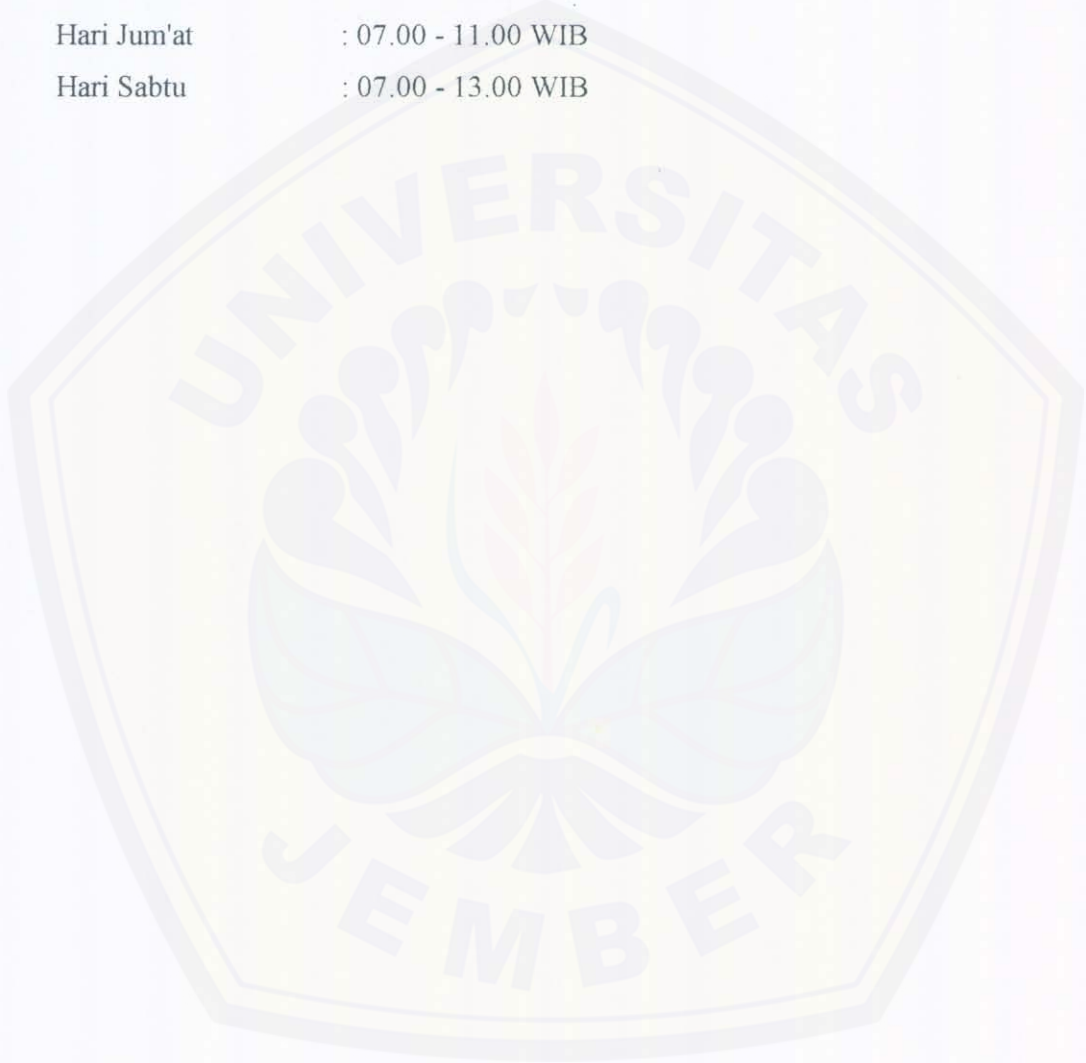 Hari Jum'at : 07.00 - 11.00 WIB
Hari Sabtu : 07.00 - 13.00 WIB
UNIVERSITAS
JEMBER